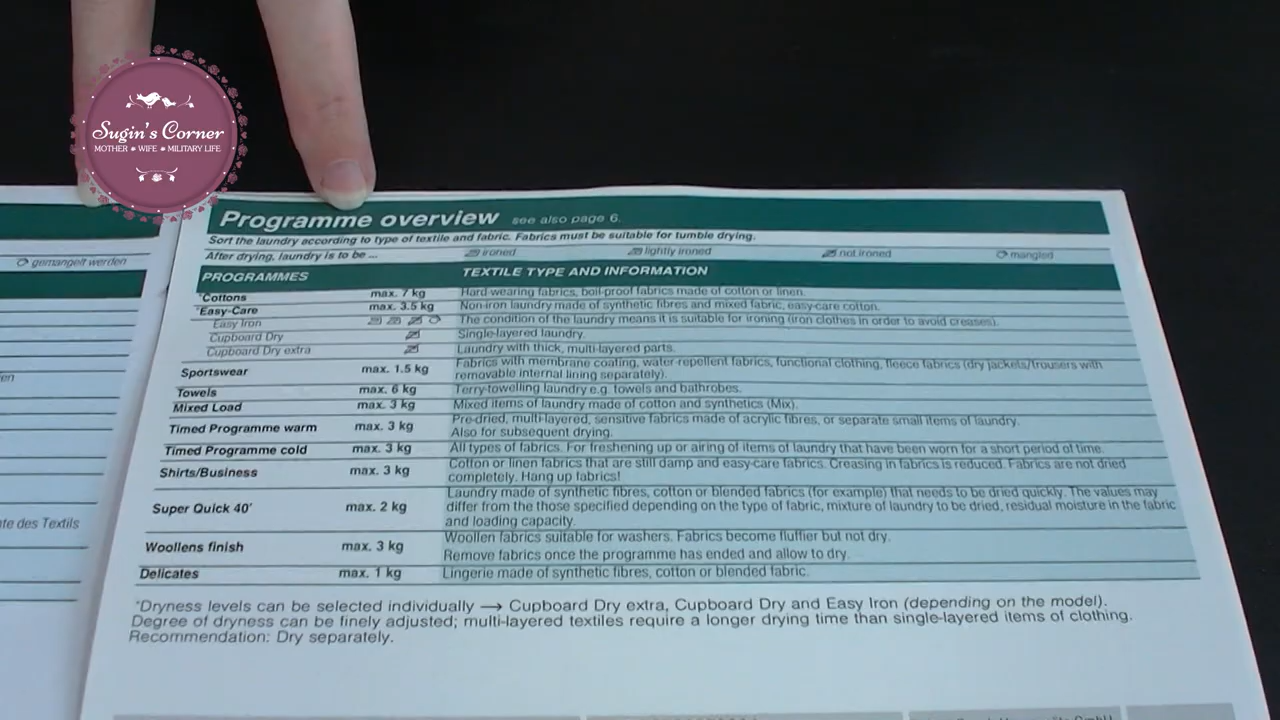 Sugin's Corner
MOTHER WIFE MILITARY LIFE
gemangelt werden
te des Textils
Programme overview see also page 6.
Sort the laundry according to type of textile and fabric. Fabrics must be suitable for tumble drying.
After drying, laundry is to be ... ironed lightly ironed not ironed mangled
PROGRAMMES TEXTILE TYPE AND INFORMATION
*Cottons max. 7 kg Hard-wearing fabrics, boil-proof fabrics made of cotton or linen.
*Easy-Care max. 3.5 kg Non-iron laundry made of synthetic fibres and mixed fabric, easy-care cotton.
Easy Iron The condition of the laundry means it is suitable for ironing (iron clothes in order to avoid creases).
Cupboard Dry Single-layered laundry.
Cupboard Dry extra Laundry with thick, multi-layered parts.
Sportswear max. 1.5 kg Fabrics with membrane coating, water-repellent fabrics, functional clothing, fleece fabrics (dry jackets/trousers with
removable internal lining separately).
Towels max. 6 kg Terry-towelling laundry e.g. towels and bathrobes.
Mixed Load max. 3 kg Mixed items of laundry made of cotton and synthetics (Mix).
Timed Programme warm max. 3 kg Pre-dried, multi-layered, sensitive fabrics made of acrylic fibres, or separate small items of laundry.
Also for subsequent drying.
Timed Programme cold max. 3 kg All types of fabrics. For freshening up or airing of items of laundry that have been worn for a short period of time.
Shirts/Business max. 3 kg Cotton or linen fabrics that are still damp and easy-care fabrics. Creasing in fabrics is reduced. Fabrics are not dried
completely. Hang up fabrics!
Super Quick 40' max. 2 kg Laundry made of synthetic fibres, cotton or blended fabrics (for example) that needs to be dried quickly. The values may
differ from the those specified depending on the type of fabric, mixture of laundry to be dried, residual moisture in the fabric
and loading capacity.
Woollens finish max. 3 kg Woollen fabrics suitable for washers. Fabrics become fluffier but not dry.
Remove fabrics once the programme has ended and allow to dry.
Delicates max. 1 kg Lingerie made of synthetic fibres, cotton or blended fabric.
*Dryness levels can be selected individually → Cupboard Dry extra, Cupboard Dry and Easy Iron (depending on the model).
Degree of dryness can be finely adjusted; multi-layered textiles require a longer drying time than single-layered items of clothing.
Recommendation: Dry separately.